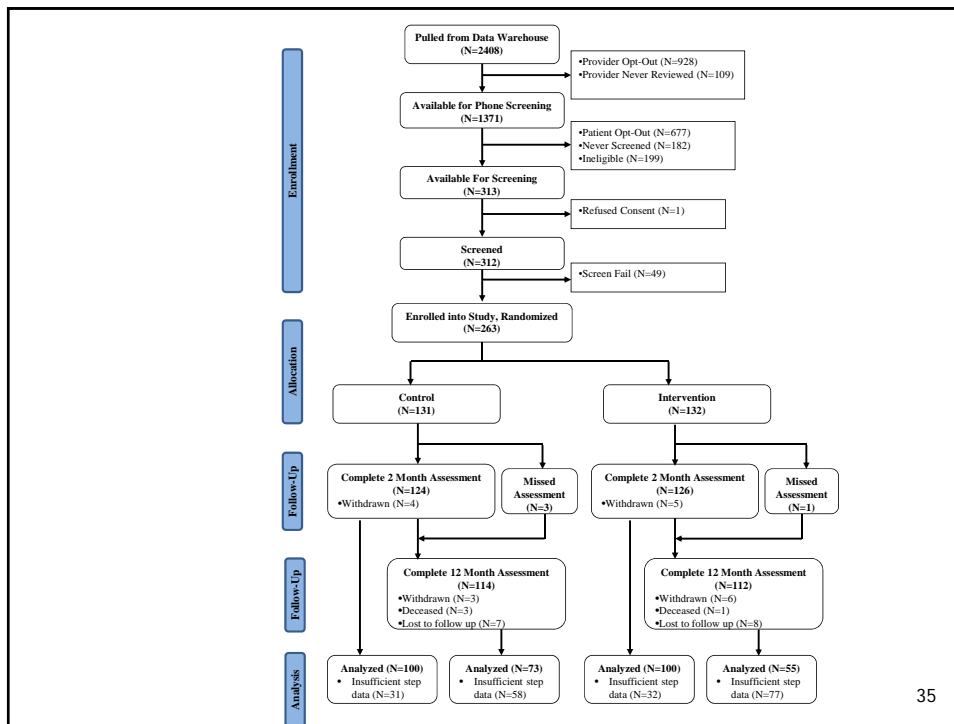 Pulled from Data Warehouse
(N=2408)
•Provider Opt-Out (N=928)
•Provider Never Reviewed (N=109)
Available for Phone Screening
(N=1371)
•Patient Opt-Out (N=677)
•Never Screened (N=182)
•Ineligible (N=199)
Enrollment
Available For Screening
(N=313)
•Refused Consent (N=1)
Screened
(N=312)
•Screen Fail (N=49)
Enrolled into Study, Randomized
(N=263)
Allocation
Control
(N=131)
Intervention
(N=132)
Follow-Up
Complete 2 Month Assessment
(N=124)
•Withdrawn (N=4)
Missed
Assessment
(N=3)
Complete 2 Month Assessment
(N=126)
•Withdrawn (N=5)
Missed
Assessment
(N=1)
Follow-Up
Complete 12 Month Assessment
(N=114)
•Withdrawn (N=3)
•Deceased (N=3)
•Lost to follow up (N=7)
Complete 12 Month Assessment
(N=112)
•Withdrawn (N=6)
•Deceased (N=1)
•Lost to follow up (N=8)
Analysis
Analyzed (N=100)
• Insufficient step
data (N=31)
Analyzed (N=73)
• Insufficient step
data (N=58)
Analyzed (N=100)
• Insufficient step
data (N=32)
Analyzed (N=55)
• Insufficient step
data (N=77)
35